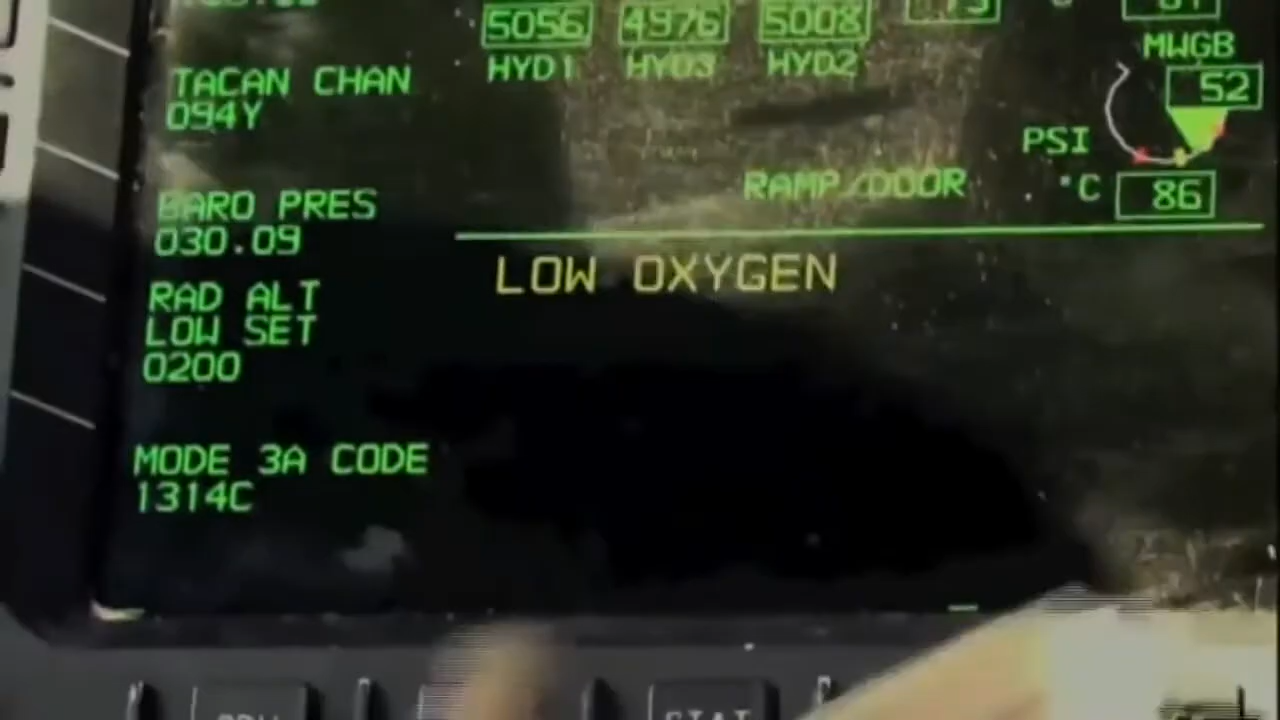 5056 4976 5008
HYD1 HYD3 HYD2
MWGB
52
TACAN CHAN
094Y
PSI
RAMP/DOOR
°C 86
BARO PRES
030.09
LOW OXYGEN
RAD ALT
LOW SET
0200
MODE 3A CODE
1314C
STAT